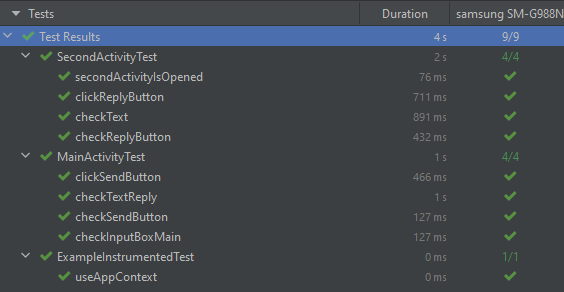 Tests Duration samsung SM-G988N
Test Results 4 s 9/9
SecondActivityTest 2 s 4/4
secondActivityIsOpened 76 ms
clickReplyButton 711 ms
checkText 891 ms
checkReplyButton 432 ms
MainActivityTest 1 s 4/4
clickSendButton 466 ms
checkTextReply 1 s
checkSendButton 127 ms
checkInputBoxMain 127 ms
ExampleInstrumentedTest 0 ms 1/1
useAppContext 0 ms